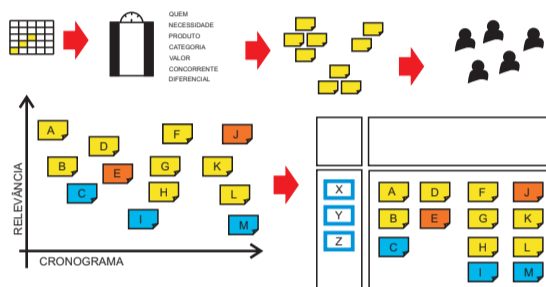 QUEM
NECESSIDADE
PRODUTO
CATEGORIA
VALOR
CONCORRENTE
DIFERENCIAL
RELEVÂNCIA
A
D
F
J
B
E
G
K
C
H
L
I
M
CRONOGRAMA
X
Y
Z
A
D
F
J
B
E
G
K
C
H
L
I
M